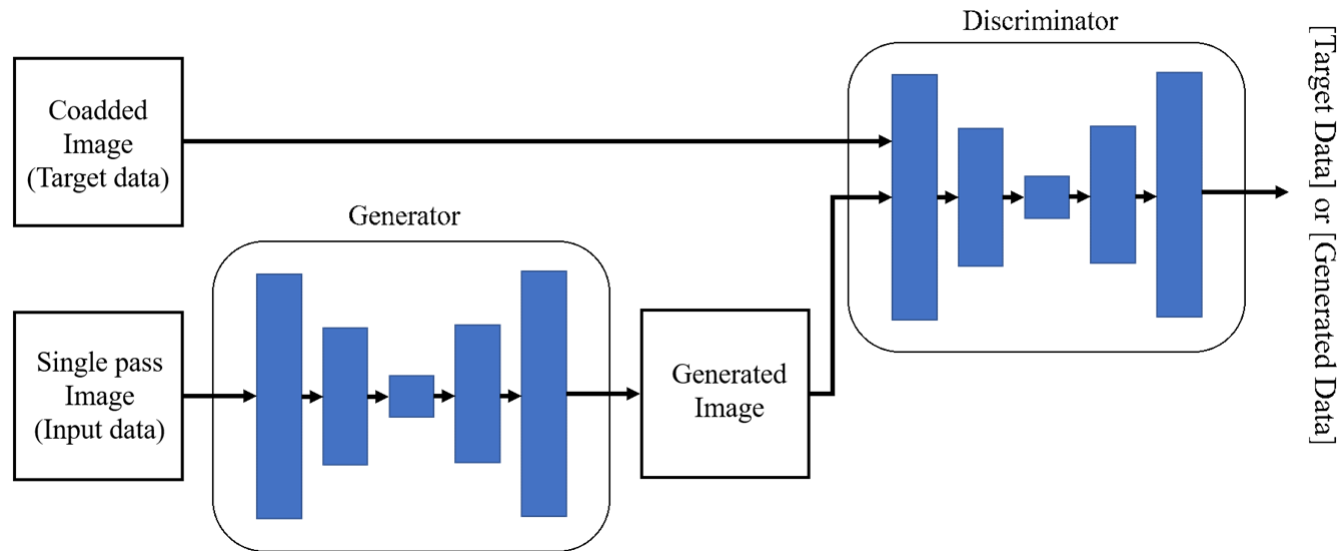 Discriminator
Coadded
Image
(Target data)
Generator
Single pass
Image
(Input data)
Generated
Image
[Target Data] or [Generated Data]